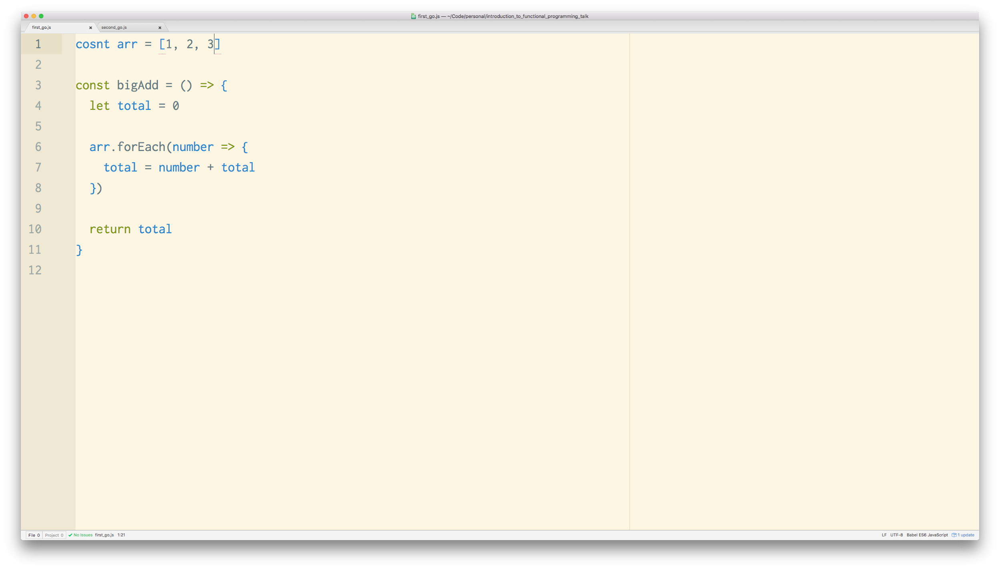 first_go.js — ~/Code/personal/introduction_to_functional_programming_talk
first_go.js second_go.js
1 cosnt arr = [1, 2, 3]
2
3 const bigAdd = () => {
4 let total = 0
5
6 arr.forEach(number => {
7 total = number + total
8 })
9
10 return total
11 }
12
File 0 Project 0 No Issues first_go.js 1:21 LF UTF-8 Babel ES6 JavaScript 1 update